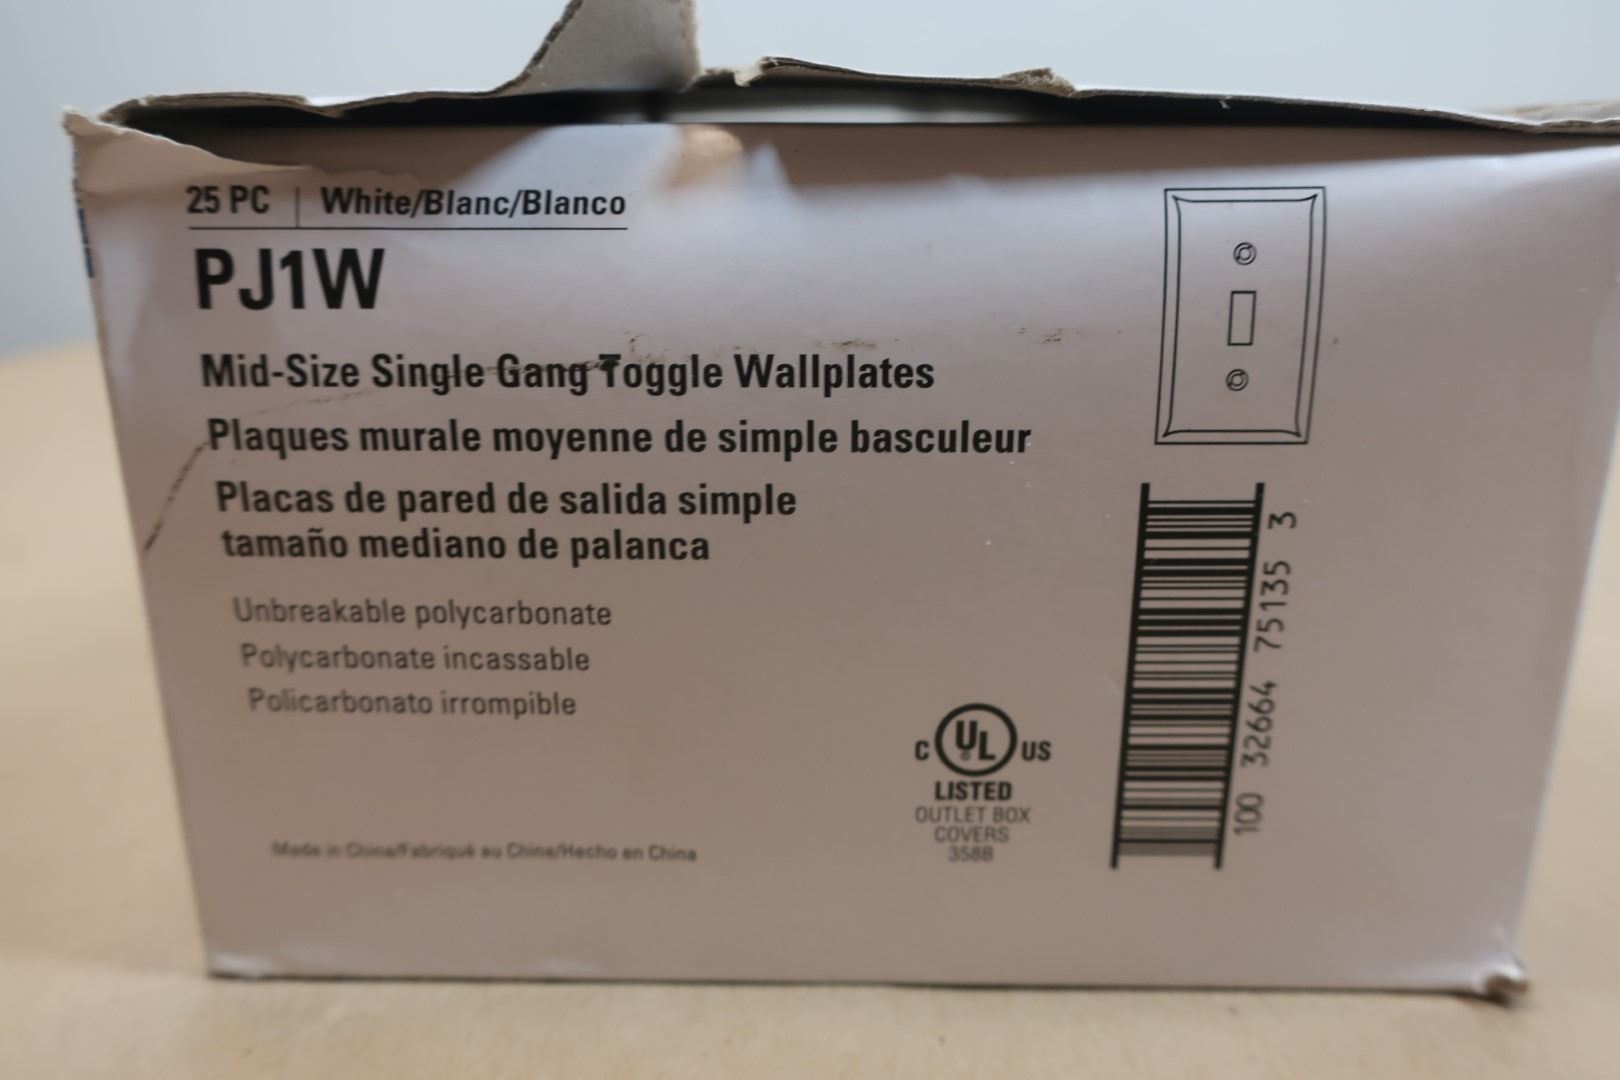 25 PC | White/Blanc/Blanco
PJ1W
Mid-Size Single Gang Toggle Wallplates
Plaques murale moyenne de simple basculeur
Placas de pared de salida simple
tamaño mediano de palanca
Unbreakable polycarbonate
Polycarbonate incassable
Policarbonato irrompible
Made in China/Fabriqué au Chine/Hecho en China
C UL US
LISTED
OUTLET BOX
COVERS
358B
100 32664 75135 3